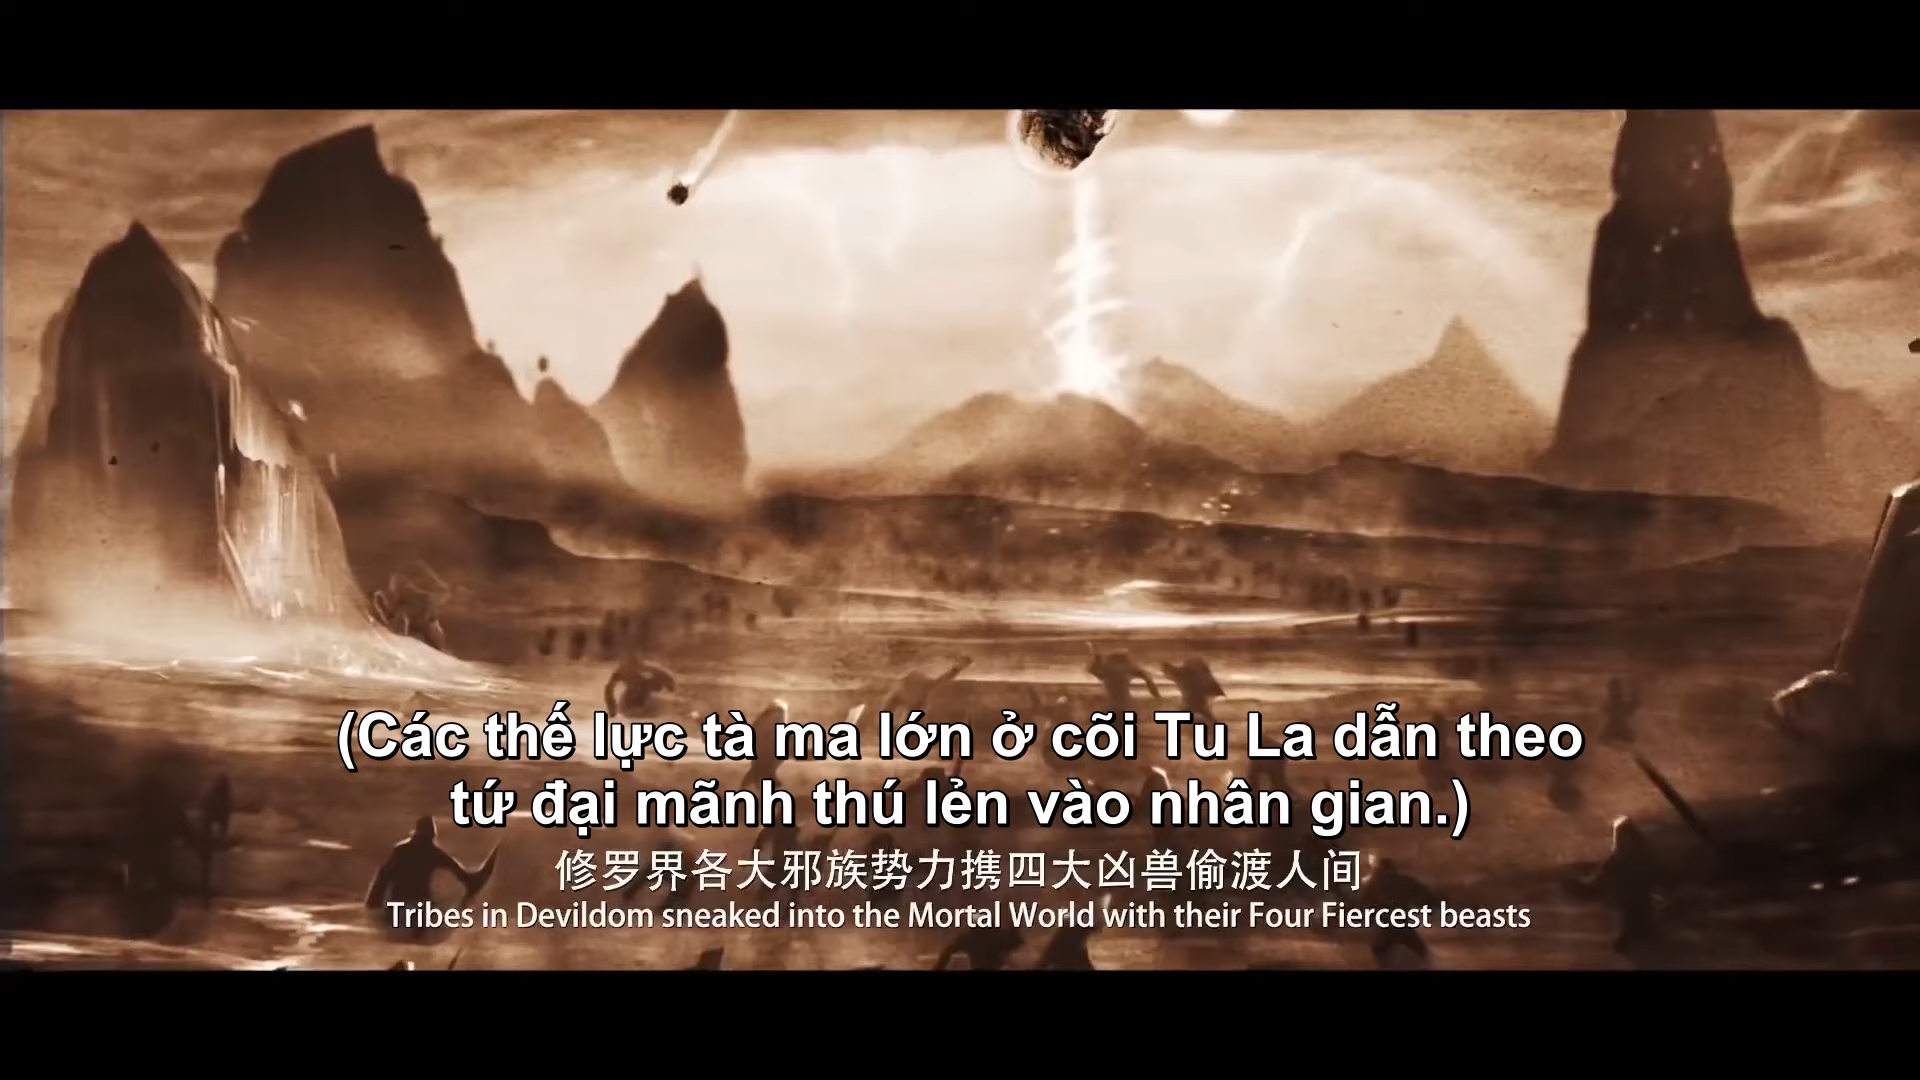 (Các thế lực tà ma lớn ở cõi Tu La dẫn theo
tứ đại mãnh thú lẻn vào nhân gian.)
修罗界各大邪族势力携四大凶兽偷渡人间
Tribes in Devildom sneaked into the Mortal World with their Four Fiercest beasts